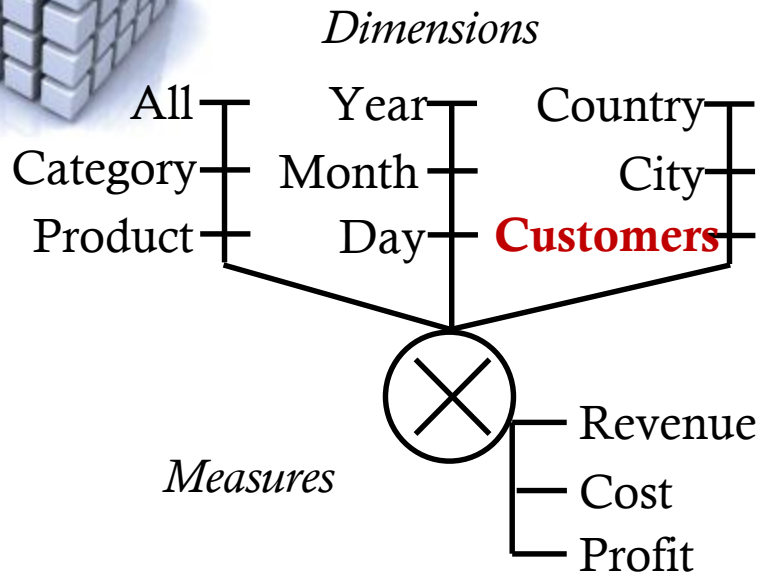 Dimensions
All Year Country
Category Month City
Product Day Customers
Revenue
Measures
Cost
Profit